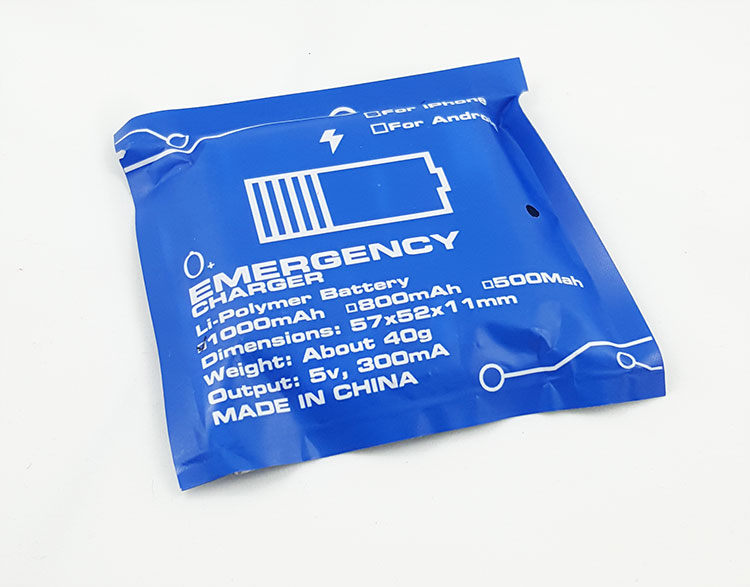 □For iPhone
□For Androi
EMERGENCY
CHARGER
Li-Polymer Battery
☑1000mAh □800mAh □500Mah
Dimensions: 57x52x11mm
Weight: About 40g
Output: 5v, 300mA
MADE IN CHINA